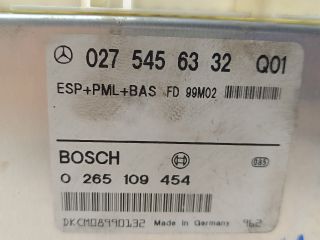 027 545 63 32 Q01
ESP+PML+BAS FD 99M02
BOSCH
0 265 109 454
DKCM08990132 Made in Germany 962